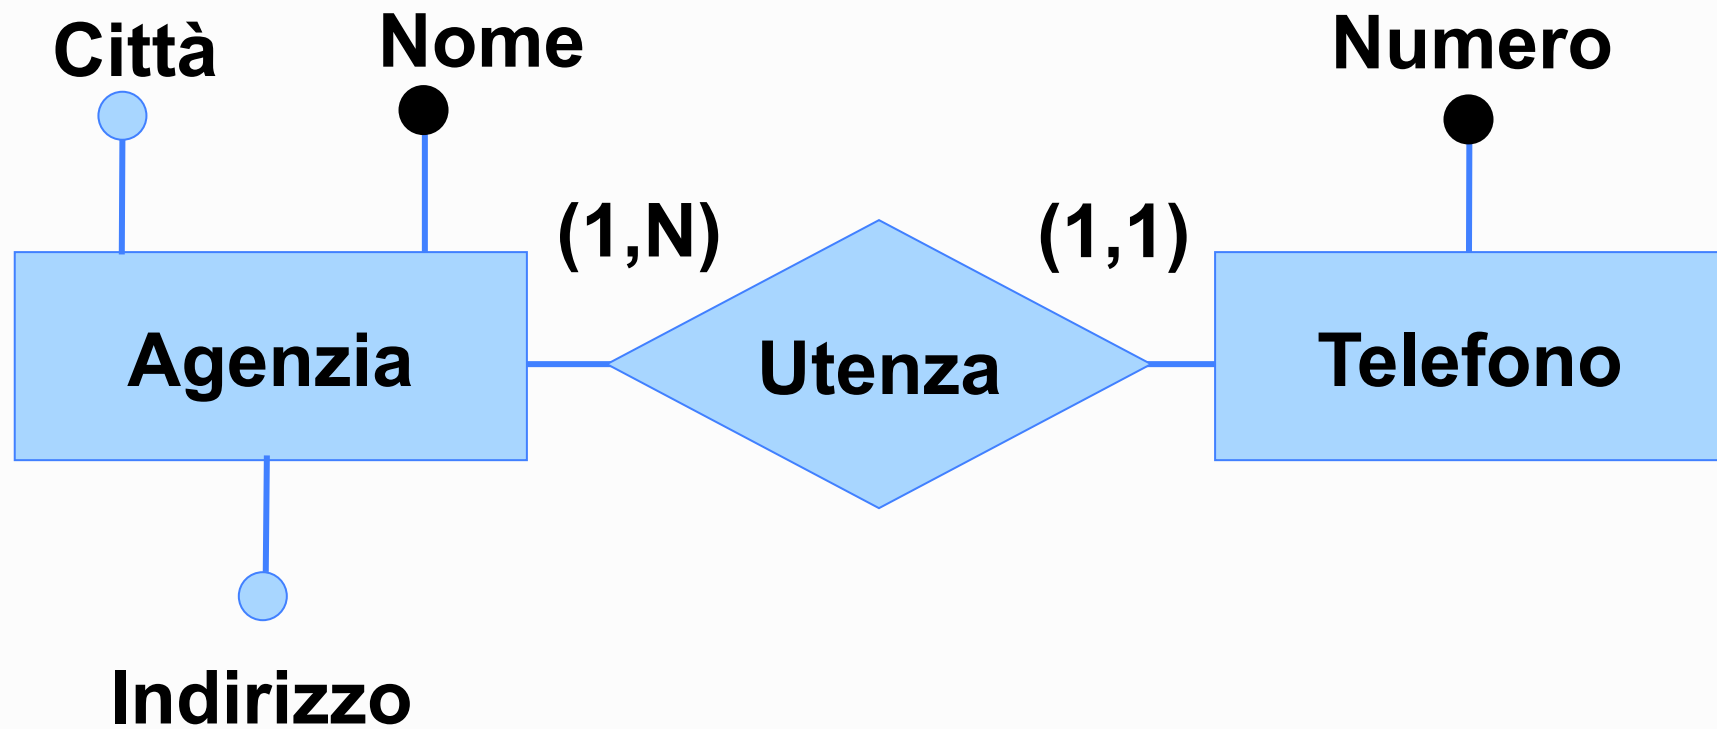 Città
Nome
Numero
(1,N)
(1,1)
Agenzia
Utenza
Telefono
Indirizzo